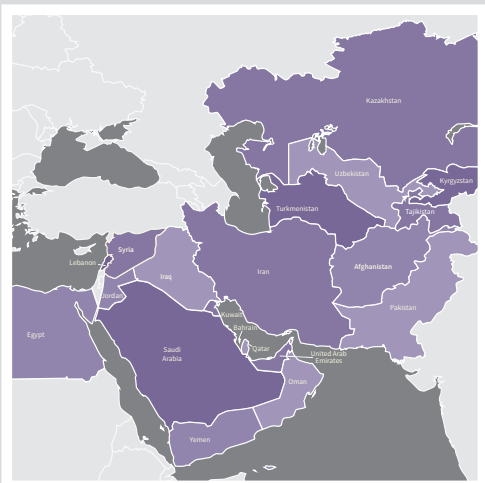 Kazakhstan
Uzbekistan
Kyrgyzstan
Turkmenistan
Tajikistan
Syria
Lebanon
Afghanistan
Iran
Iraq
Jordan
Pakistan
Kuwait
Bahrain
Egypt
Qatar
Saudi
Arabia
United Arab
Emirates
Oman
Yemen